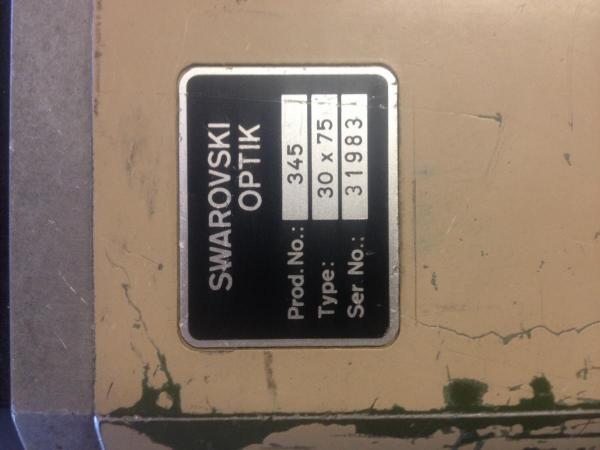 SWAROVSKI
OPTIK
Prod.No.: 345
Type: 30 x 75
Ser No.: 31983